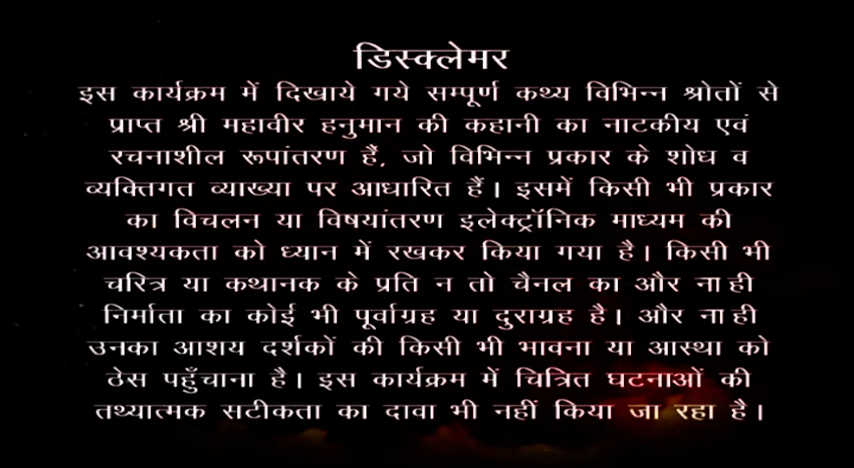 डिस्क्लेमर
इस कार्यक्रम में दिखाये गये सम्पूर्ण कथ्य विभिन्न श्रोतों से
प्राप्त श्री महावीर हनुमान की कहानी का नाटकीय एवं
रचनाशील रूपांतरण हैं, जो विभिन्न प्रकार के शोध व
व्यक्तिगत व्याख्या पर आधारित हैं। इसमें किसी भी प्रकार
का विचलन या विषयांतरण इलेक्ट्रॉनिक माध्यम की
आवश्यकता को ध्यान में रखकर किया गया है। किसी भी
चरित्र या कथानक के प्रति न तो चैनल का और ना ही
निर्माता का कोई भी पूर्वाग्रह या दुराग्रह है। और ना ही
उनका आशय दर्शकों की किसी भी भावना या आस्था को
ठेस पहुँचाना है। इस कार्यक्रम में चित्रित घटनाओं की
तथ्यात्मक सटीकता का दावा भी नहीं किया जा रहा है।